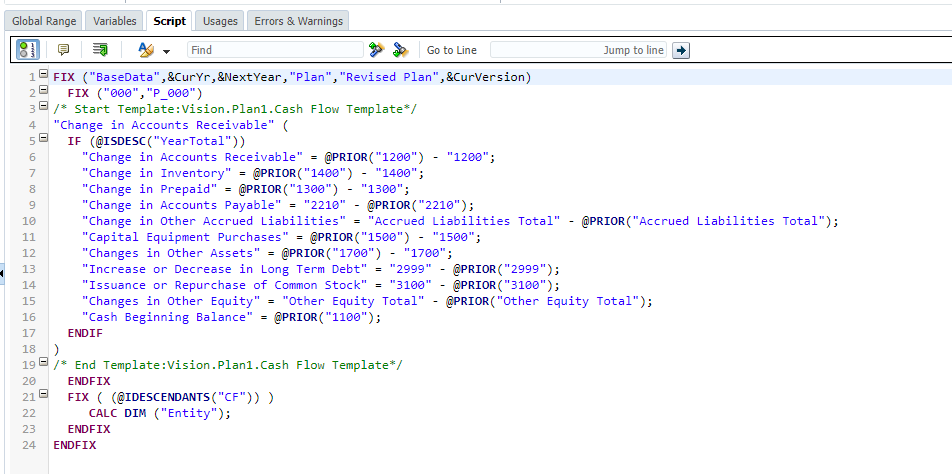 Global Range Variables Script Usages Errors & Warnings
Find Go to Line Jump to line
1 FIX ("BaseData",&CurYr,&NextYear,"Plan","Revised Plan",&CurVersion)
2 FIX ("000","P_000")
3 /* Start Template:Vision.Plan1.Cash Flow Template*/
4 "Change in Accounts Receivable" (
5 IF (@ISDESC("YearTotal"))
6 "Change in Accounts Receivable" = @PRIOR("1200") - "1200";
7 "Change in Inventory" = @PRIOR("1400") - "1400";
8 "Change in Prepaid" = @PRIOR("1300") - "1300";
9 "Change in Accounts Payable" = "2210" - @PRIOR("2210");
10 "Change in Other Accrued Liabilities" = "Accrued Liabilities Total" - @PRIOR("Accrued Liabilities Total");
11 "Capital Equipment Purchases" = @PRIOR("1500") - "1500";
12 "Changes in Other Assets" = @PRIOR("1700") - "1700";
13 "Increase or Decrease in Long Term Debt" = "2999" - @PRIOR("2999");
14 "Issuance or Repurchase of Common Stock" = "3100" - @PRIOR("3100");
15 "Changes in Other Equity" = "Other Equity Total" - @PRIOR("Other Equity Total");
16 "Cash Beginning Balance" = @PRIOR("1100");
17 ENDIF
18 )
19 /* End Template:Vision.Plan1.Cash Flow Template*/
20 ENDFIX
21 FIX ( (@IDESCENDANTS("CF")) )
22 CALC DIM ("Entity");
23 ENDFIX
24 ENDFIX